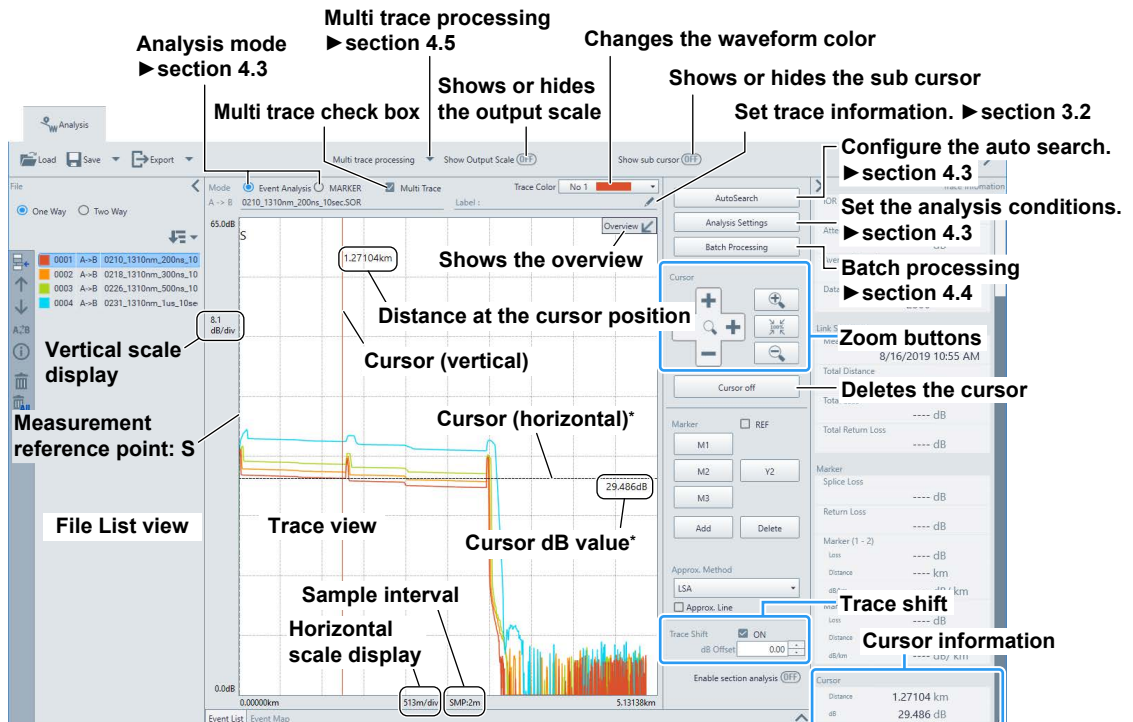 Multi trace processing
►section 4.5
Analysis mode
►section 4.3
Changes the waveform color
Shows or hides
the output scale
Shows or hides the sub cursor
Multi trace check box
Set trace information. ►section 3.2
Analysis
Configure the auto search.
►section 4.3
Load Save Export Multi trace processing Show Output Scale OFF Show sub cursor OFF
File
Mode Event Analysis MARKER Multi Trace Trace Color No 1
A -> B 0210_1310nm_200ns_10sec.SOR Label :
AutoSearch
Set the analysis conditions.
►section 4.3
One Way Two Way
65.0dB
S
Overview
Analysis Settings
Shows the overview
Batch Processing
Batch processing
►section 4.4
0001 A->B 0210_1310nm_200ns_10
0002 A->B 0218_1310nm_300ns_10
0003 A->B 0226_1310nm_500ns_10
0004 A->B 0231_1310nm_1us_10se
1.27104km
Cursor
Distance at the cursor position
8.1
dB/div
Vertical scale
display
Cursor (vertical)
100%
Zoom buttons
8/16/2019 10:55 AM
Total Distance
Cursor off
Deletes the cursor
All
---- dB
Total Return Loss
---- dB
Measurement
reference point: S
Cursor (horizontal)*
Marker REF
M1
M2 Y2
M3
Add Delete
29.486dB
Cursor dB value*
Marker
Splice Loss
---- dB
Return Loss
---- dB
Marker (1 - 2)
Loss ---- dB
Distance ---- km
dB/km
File List view
Trace view
Approx. Method
LSA
Approx. Line
Sample interval
Horizontal
scale display
Trace shift
Trace Shift ON
dB Offset 0.00
Loss ---- dB
Distance
dB/km
Cursor information
Enable section analysis OFF
Cursor
Distance 1.27104 km
dB 29.486 dB
0.0dB
0.00000km 513m/div SMP:2m 5.13138km
Event List Event Map